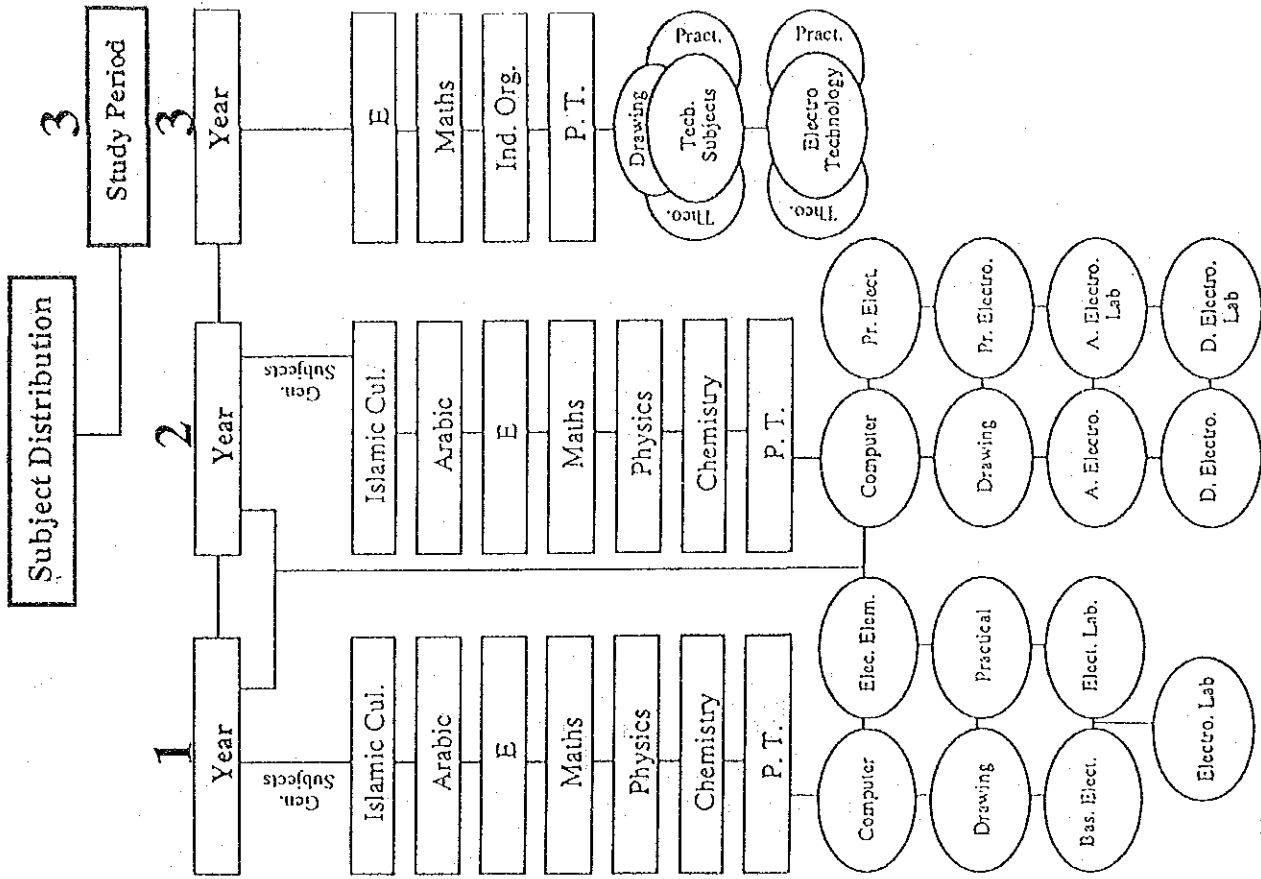 Subject Distribution
3
Study Period
1
Year
2
Year
3
Year
Gen.
Subjects
Islamic Cul.
Arabic
E
Maths
Physics
Chemistry
P. T.
Computer
Elec. Elem.
Drawing
Practical
Bas. Elect.
Elect. Lab.
Electro. Lab
Gen.
Subjects
Islamic Cul.
Arabic
E
Maths
Physics
Chemistry
P. T.
Computer
Pr. Elect.
Drawing
Pr. Electro.
A. Electro.
A. Electro.
Lab
D. Electro.
D. Electro.
Lab
E
Maths
Ind. Org.
P. T.
Drawing
Theo.
Tech.
Subjects
Pract.
Theo.
Electro
Technology
Pract.